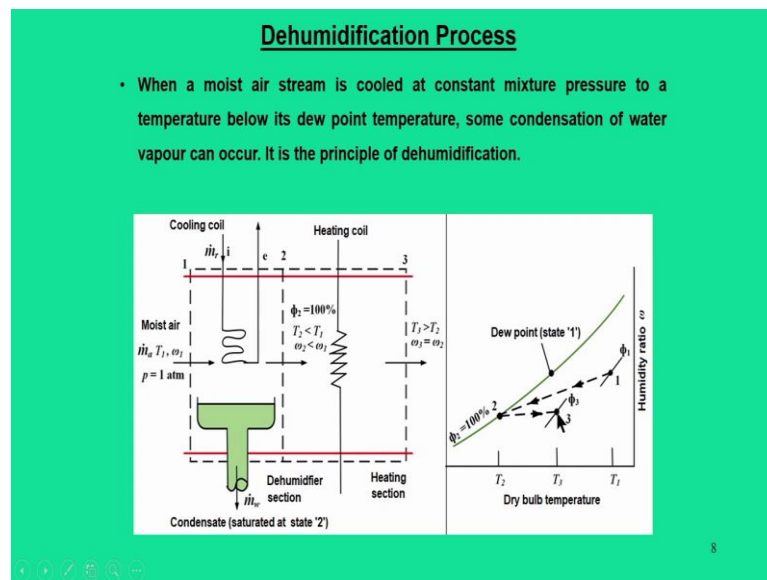 Dehumidification Process
• When a moist air stream is cooled at constant mixture pressure to a
temperature below its dew point temperature, some condensation of water
vapour can occur. It is the principle of dehumidification.
Cooling coil
ṁr i
e
1
2
Heating coil
3
Moist air
ṁa T1, ω1
p = 1 atm
ϕ2 =100%
T2 < T1
ω2 < ω1
T3 >T2
ω3 = ω2
Dehumidfier
section
Heating
section
ṁw
Condensate (saturated at state '2')
Dew point (state '1')
ϕ1
1
2
ϕ3
3
ϕ2 =100%
Humidity ratio ω
T2
T3
T1
Dry bulb temperature
8